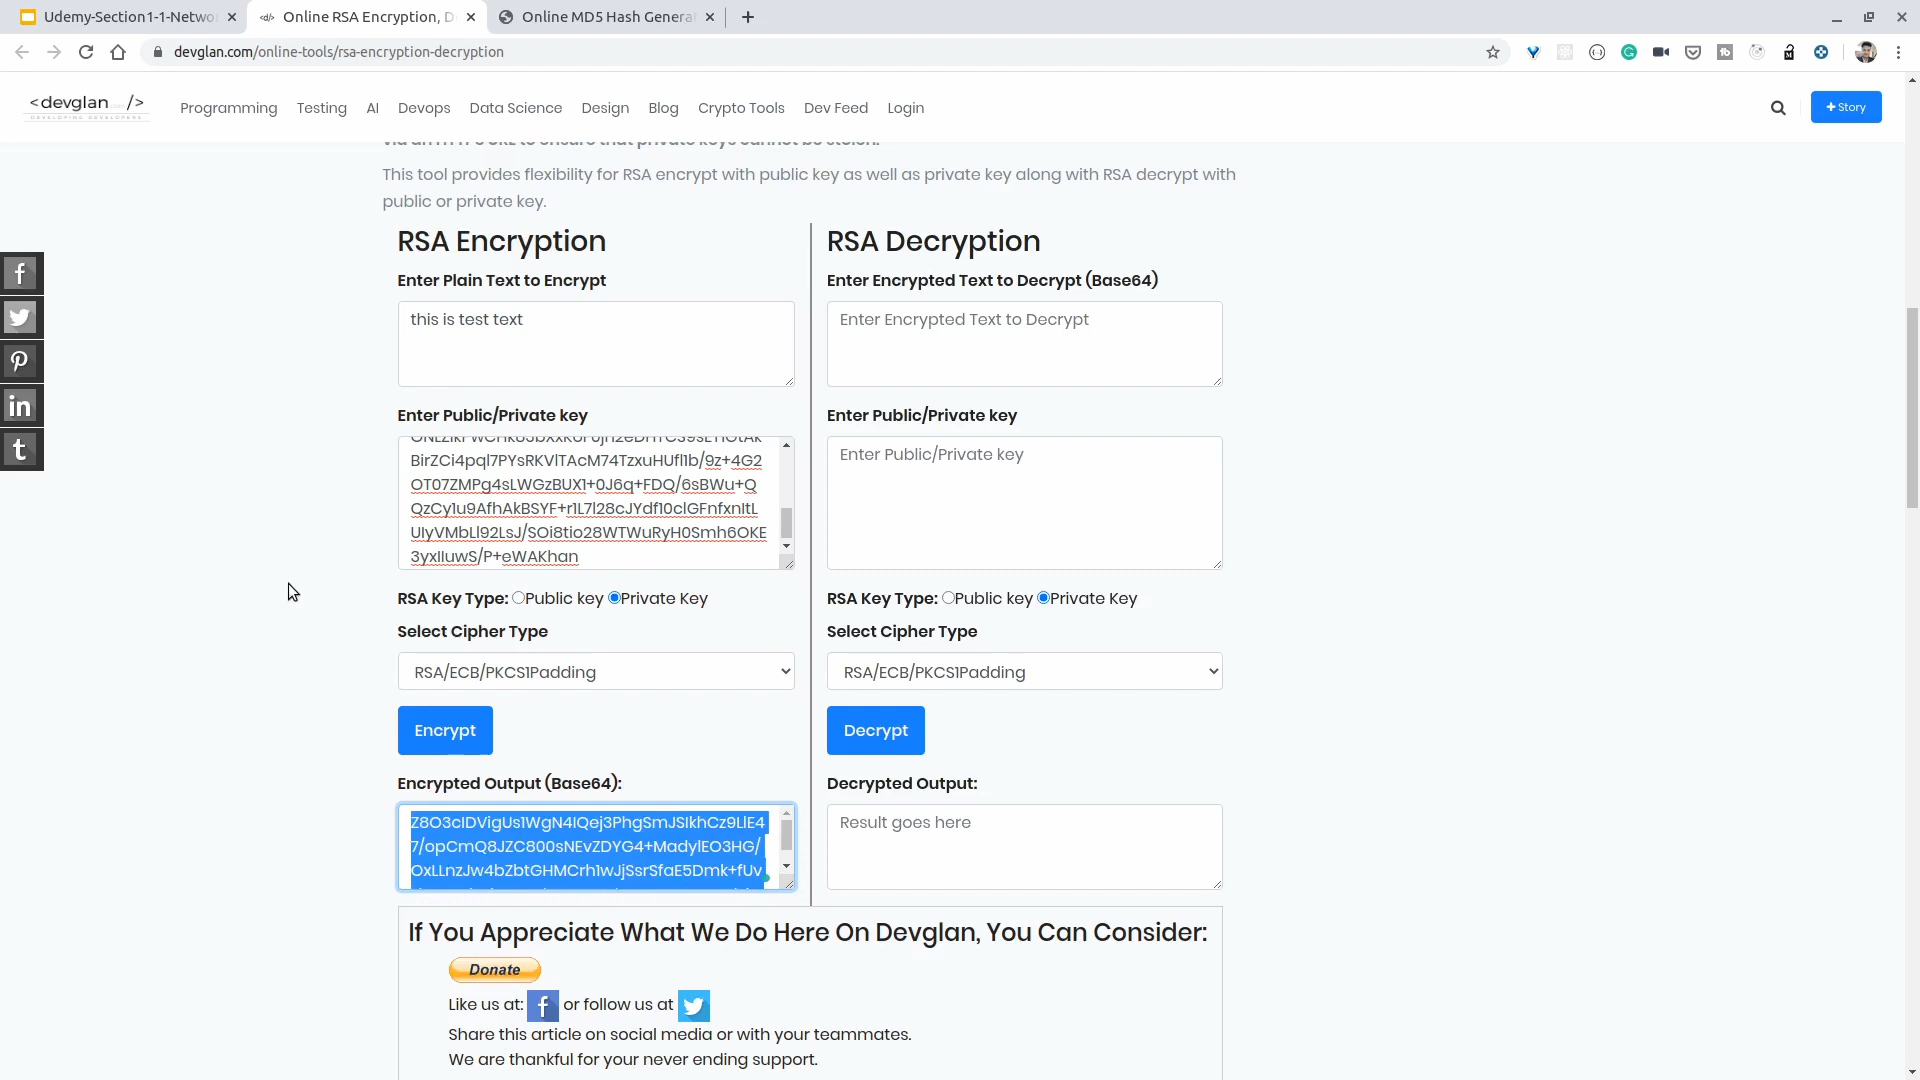 Udemy-Section1-1-Netwo
Online RSA Encryption, D
Online MD5 Hash Genera
devglan.com/online-tools/rsa-encryption-decryption
<devglan />
DEVELOPING DEVELOPERS
Programming
Testing
AI
Devops
Data Science
Design
Blog
Crypto Tools
Dev Feed
Login
+ Story
This tool provides flexibility for RSA encrypt with public key as well as private key along with RSA decrypt with
public or private key.
RSA Encryption
Enter Plain Text to Encrypt
this is test text
Enter Public/Private key
BirZCi4pql7PYsRKVlTAcM74TzxuHUfl1b/9z+4G2
OT07ZMPg4sLWGzBUX1+0J6q+FDQ/6sBWu+Q
QzCy1u9AfhAkBSYF+r1L7l28cJYdf10clGFnfxnItL
UIyVMbLl92LsJ/SOi8tio28WTWuRyH0Smh6OKE
3yxIIuwS/P+eWAKhan
RSA Key Type: Public key Private Key
Select Cipher Type
RSA/ECB/PKCS1Padding
Encrypt
Encrypted Output (Base64):
Z8O3cIDVigUs1WgN4IQej3PhgSmJSIkhCz9LlE4
7/opCmQ8JZC800sNEvZDYG4+MadylEO3HG/
OxLLnzJw4bZbtGHMCrh1wJjSsrSfaE5Dmk+fUv
RSA Decryption
Enter Encrypted Text to Decrypt (Base64)
Enter Encrypted Text to Decrypt
Enter Public/Private key
Enter Public/Private key
RSA Key Type: Public key Private Key
Select Cipher Type
RSA/ECB/PKCS1Padding
Decrypt
Decrypted Output:
Result goes here
If You Appreciate What We Do Here On Devglan, You Can Consider:
Donate
Like us at: f or follow us at
Share this article on social media or with your teammates.
We are thankful for your never ending support.